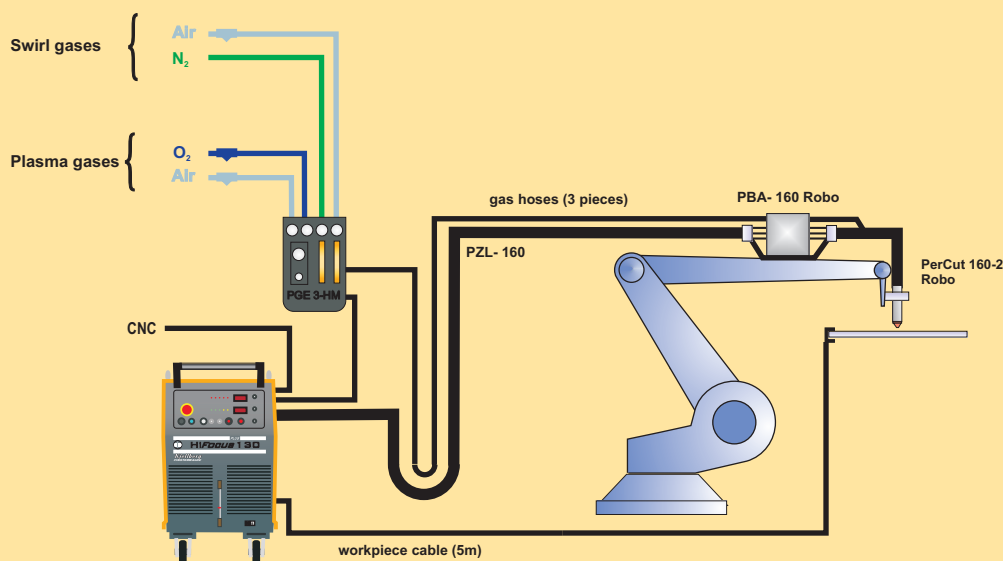 Swirl gases
Air
N₂
Plasma gases
O₂
Air
gas hoses (3 pieces)
PBA- 160 Robo
PZL- 160
PerCut 160-2
Robo
PGE 3-HM
CNC
HiFocus 130
kjellberg
workpiece cable (5m)